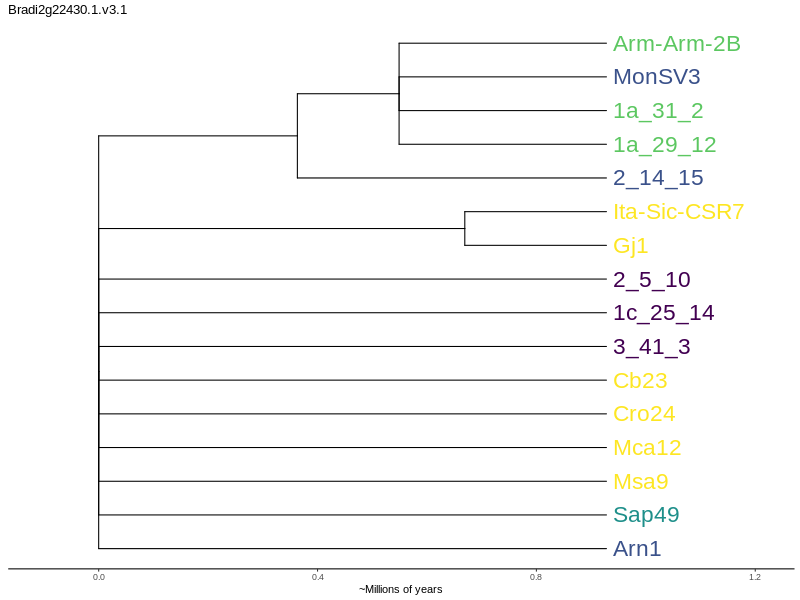 Bradi2g22430.1.v3.1
Arm-Arm-2B
MonSV3
1a_31_2
1a_29_12
2_14_15
Ita-Sic-CSR7
Gj1
2_5_10
1c_25_14
3_41_3
Cb23
Cro24
Mca12
Msa9
Sap49
Arn1
0.0 0.4 0.8 1.2
~Millions of years